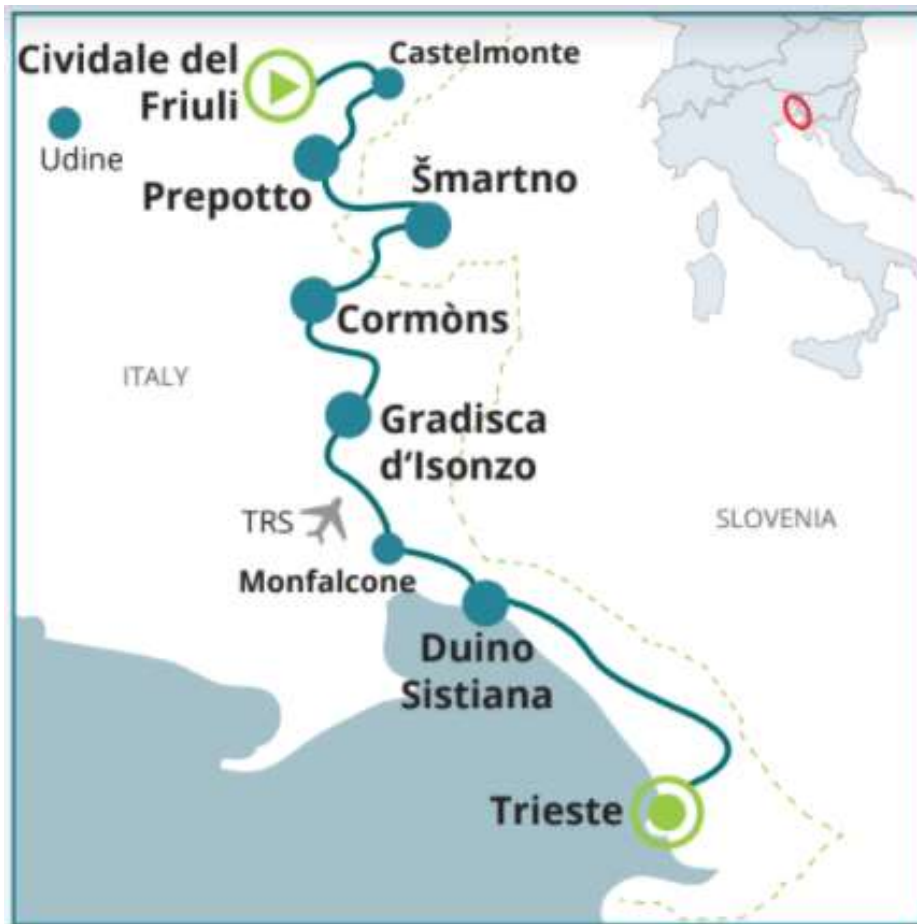 Cividale del
Friuli
Castelmonte
Udine
Prepotto
Šmartno
Cormòns
ITALY
Gradisca
d‘Isonzo
TRS
SLOVENIA
Monfalcone
Duino
Sistiana
Trieste